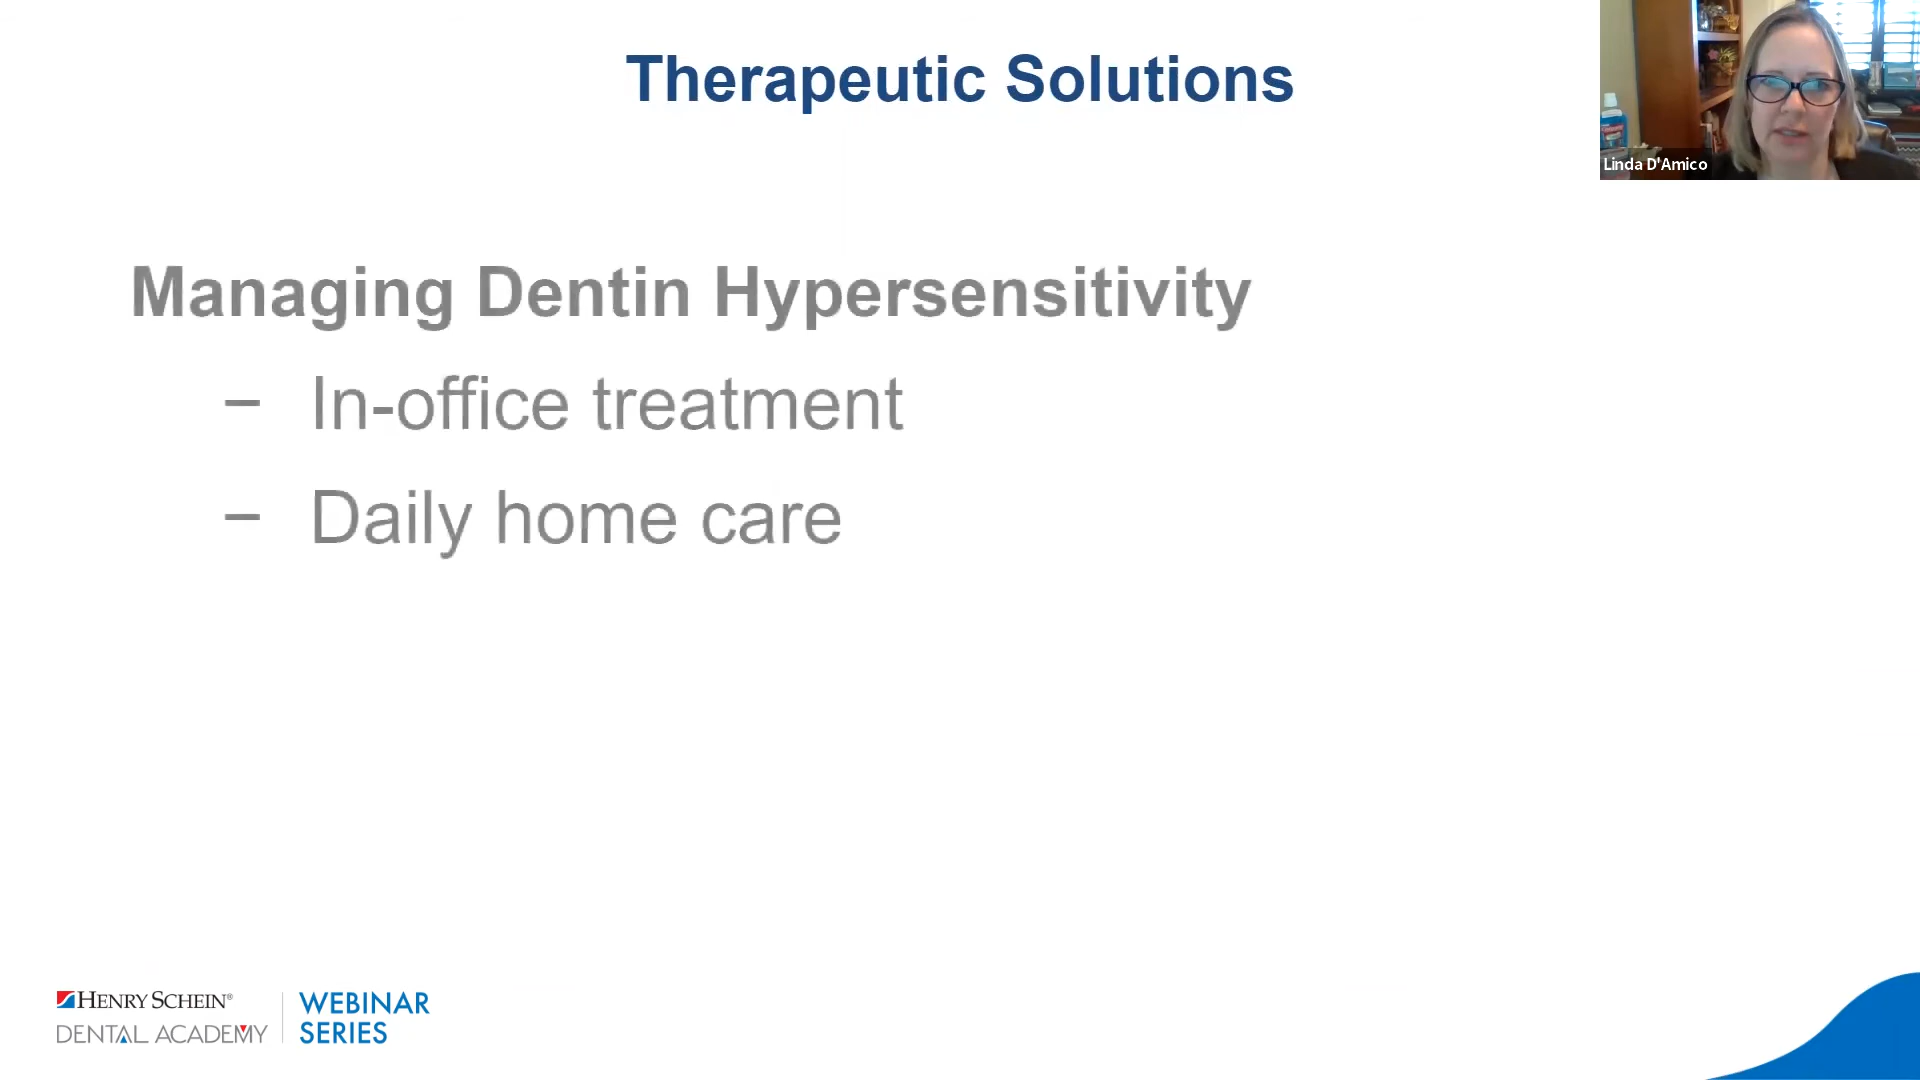 Therapeutic Solutions
Linda D'Amico
Managing Dentin Hypersensitivity
– In-office treatment
– Daily home care
HENRY SCHEIN®
DENTAL ACADEMY
WEBINAR
SERIES